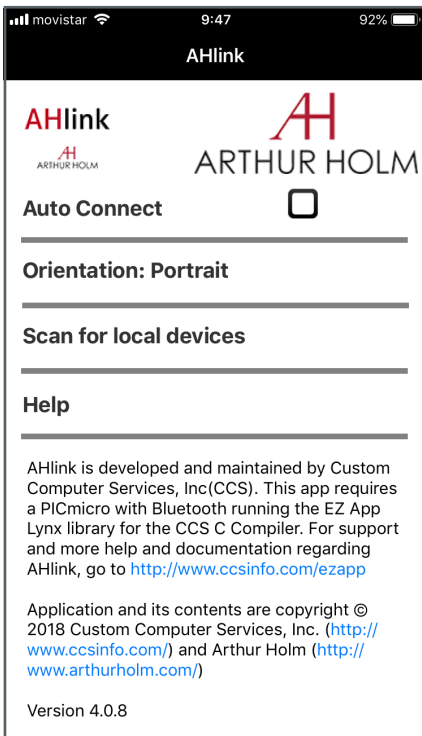 movistar 9:47 92%
AHlink
AHlink
AH
ARTHUR HOLM
AH
ARTHUR HOLM
Auto Connect
Orientation: Portrait
Scan for local devices
Help
AHlink is developed and maintained by Custom
Computer Services, Inc(CCS). This app requires
a PICmicro with Bluetooth running the EZ App
Lynx library for the CCS C Compiler. For support
and more help and documentation regarding
AHlink, go to http://www.ccsinfo.com/ezapp
Application and its contents are copyright ©
2018 Custom Computer Services, Inc. (http://
www.ccsinfo.com/) and Arthur Holm (http://
www.arthurholm.com/)
Version 4.0.8